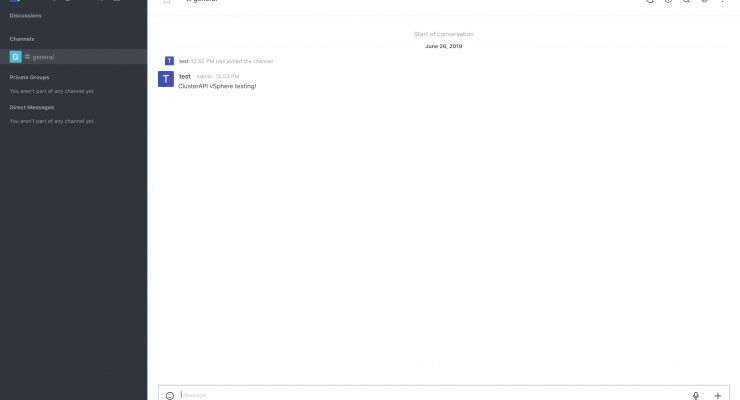 Discussions
Channels
G # general
Private Groups
You aren't part of any channel yet
Direct Messages
You aren't part of any channel yet
Start of conversation
June 26, 2019
T test 12:53 PM Has joined the channel.
T test Admin 12:53 PM
ClusterAPI vSphere testing!
Message